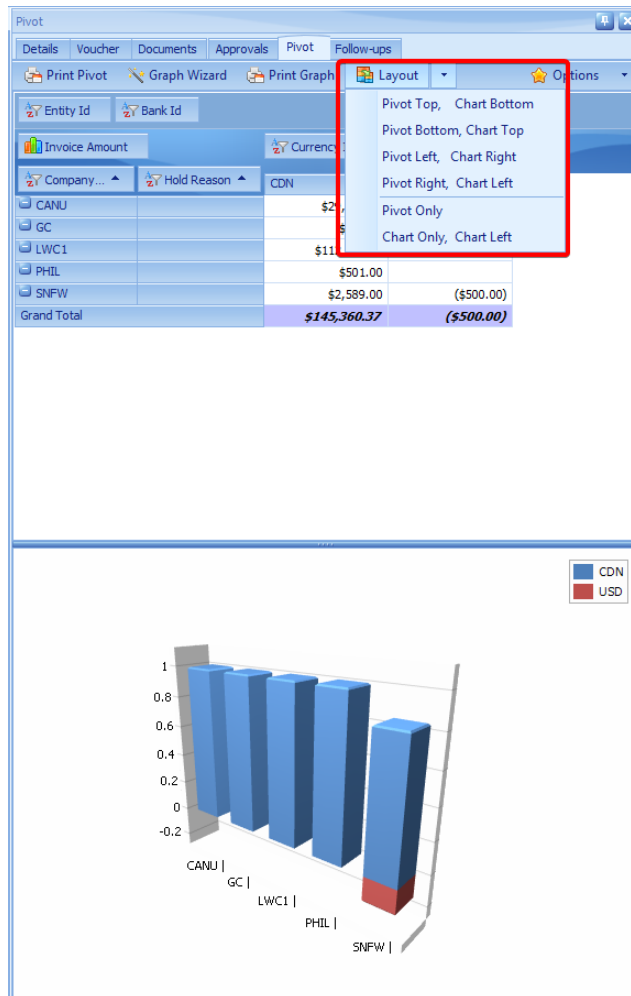 Pivot
Details Voucher Documents Approvals Pivot Follow-ups
Print Pivot Graph Wizard Print Graph Layout Options
Entity Id Bank Id
Pivot Top, Chart Bottom
Pivot Bottom, Chart Top
Pivot Left, Chart Right
Pivot Right, Chart Left
Pivot Only
Chart Only, Chart Left
Invoice Amount Currency
Company... Hold Reason CDN
CANU
GC
LWC1
PHIL $501.00
SNFW $2,589.00 ($500.00)
Grand Total $145,360.37 ($500.00)
CDN
USD
1
0.8
0.6
0.4
0.2
0
-0.2
CANU |
GC |
LWC1 |
PHIL |
SNFW |